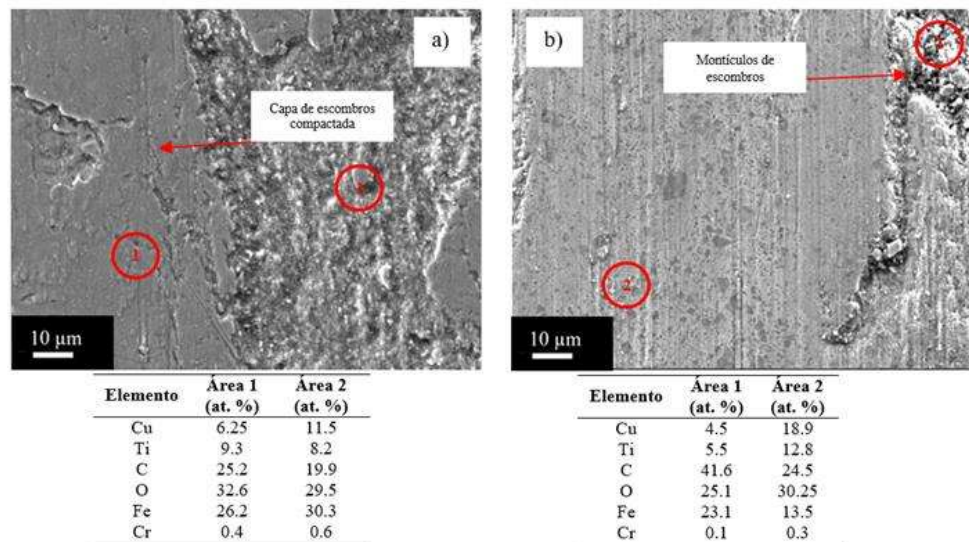 a)
Capa de escombros
compactada
1
10 µm
b)
Montículos de
escombros
2
10 µm
Elemento Área 1 (at. %) Área 2 (at. %)
Cu 6.25 11.5
Ti 9.3 8.2
C 25.2 19.9
O 32.6 29.5
Fe 26.2 30.3
Cr 0.4 0.6
Elemento Área 1 (at. %) Área 2 (at. %)
Cu 4.5 18.9
Ti 5.5 12.8
C 41.6 24.5
O 25.1 30.25
Fe 23.1 13.5
Cr 0.1 0.3